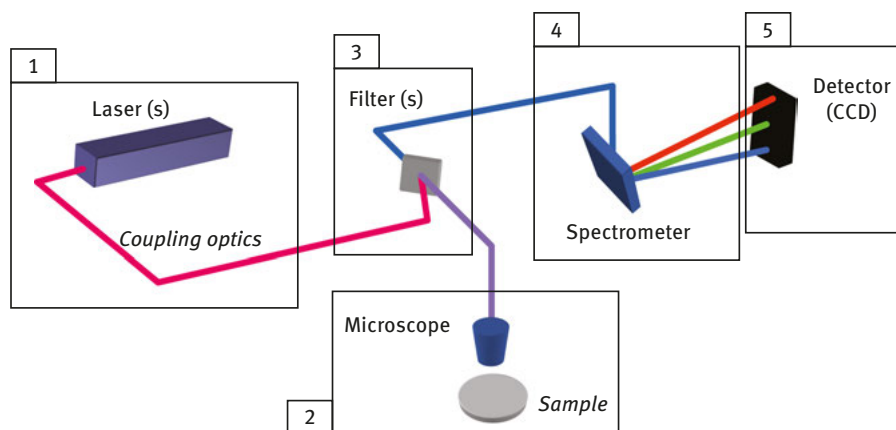 1
Laser (s)
Coupling optics
3
Filter (s)
4
Spectrometer
5
Detector
(CCD)
2
Microscope
Sample